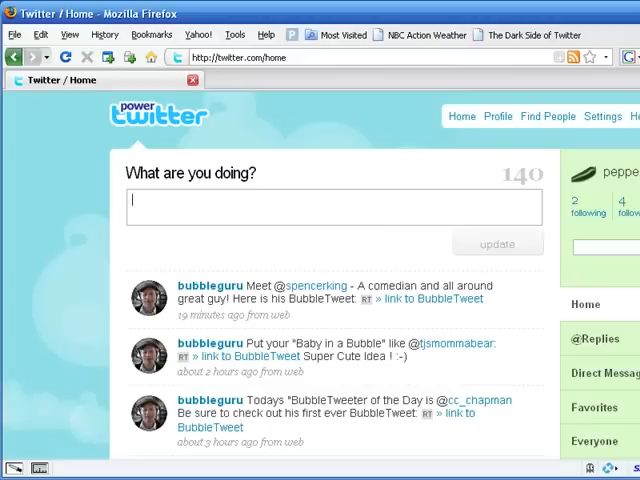 Twitter / Home - Mozilla Firefox
File Edit View History Bookmarks Yahoo! Tools Help P Most Visited NBC Action Weather The Dark Side of Twitter
http://twitter.com/home
Twitter / Home
power
twitter
Home Profile Find People Settings He
What are you doing? 140
peppe
2 4
following follow
update
bubbleguru Meet @spencerking - A comedian and all around
great guy! Here is his BubbleTweet: RT » link to BubbleTweet
19 minutes ago from web
Home
bubbleguru Put your "Baby in a Bubble" like @tjsmommabear:
RT » link to BubbleTweet Super Cute Idea ! :-)
about 2 hours ago from web
@Replies
Direct Messag
bubbleguru Todays "BubbleTweeter of the Day is @cc_chapman
Be sure to check out his first ever BubbleTweet: RT » link to
BubbleTweet
about 3 hours ago from web
Favorites
Everyone